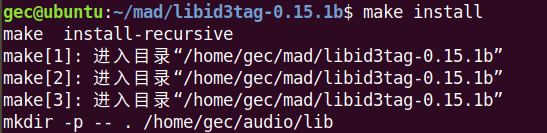 gec@ubuntu:~/mad/libid3tag-0.15.1b$ make install
make  install-recursive
make[1]: 进入目录“/home/gec/mad/libid3tag-0.15.1b”
make[2]: 进入目录“/home/gec/mad/libid3tag-0.15.1b”
make[3]: 进入目录“/home/gec/mad/libid3tag-0.15.1b”
mkdir -p -- . /home/gec/audio/lib